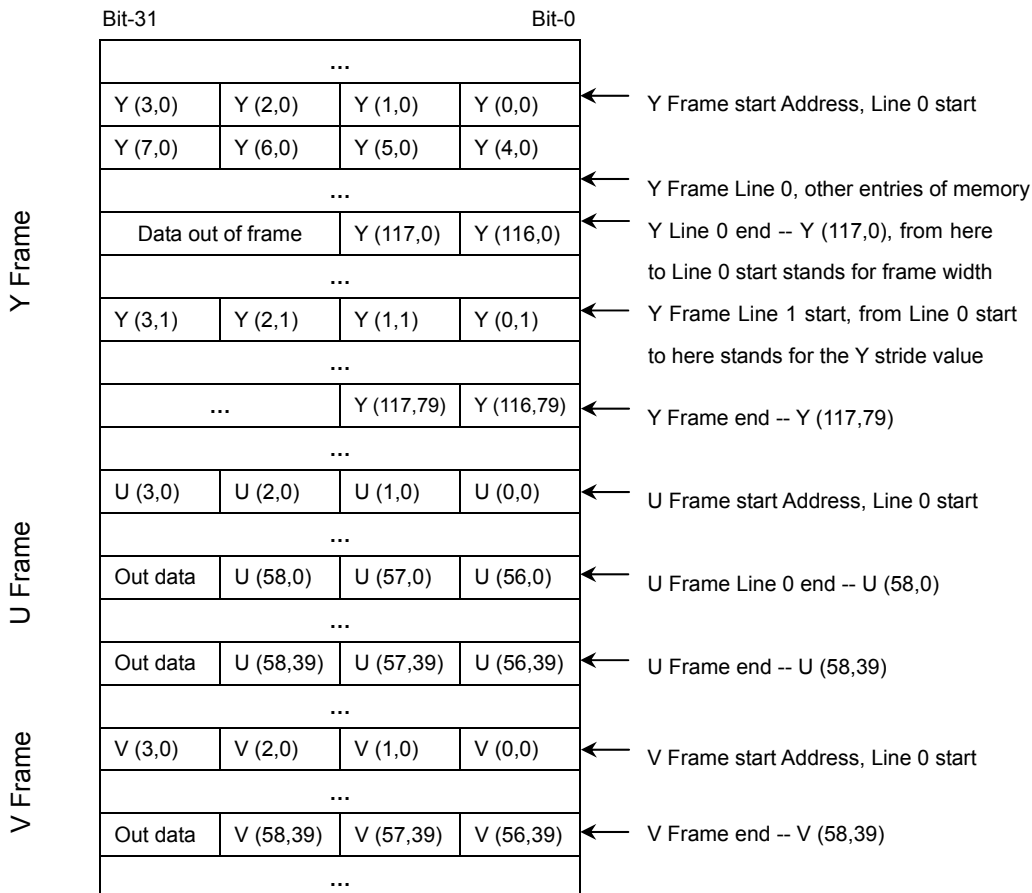 Bit-31 Bit-0
...
Y (3,0) Y (2,0) Y (1,0) Y (0,0) Y Frame start Address, Line 0 start
Y (7,0) Y (6,0) Y (5,0) Y (4,0)
... Y Frame Line 0, other entries of memory
Data out of frame Y (117,0) Y (116,0) Y Line 0 end -- Y (117,0), from here
to Line 0 start stands for frame width
...
Y (3,1) Y (2,1) Y (1,1) Y (0,1) Y Frame Line 1 start, from Line 0 start
to here stands for the Y stride value
...
... Y (117,79) Y (116,79) Y Frame end -- Y (117,79)
...
Y Frame
U (3,0) U (2,0) U (1,0) U (0,0) U Frame start Address, Line 0 start
...
Out data U (58,0) U (57,0) U (56,0) U Frame Line 0 end -- U (58,0)
...
Out data U (58,39) U (57,39) U (56,39) U Frame end -- U (58,39)
...
U Frame
V (3,0) V (2,0) V (1,0) V (0,0) V Frame start Address, Line 0 start
...
Out data V (58,39) V (57,39) V (56,39) V Frame end -- V (58,39)
...
V Frame